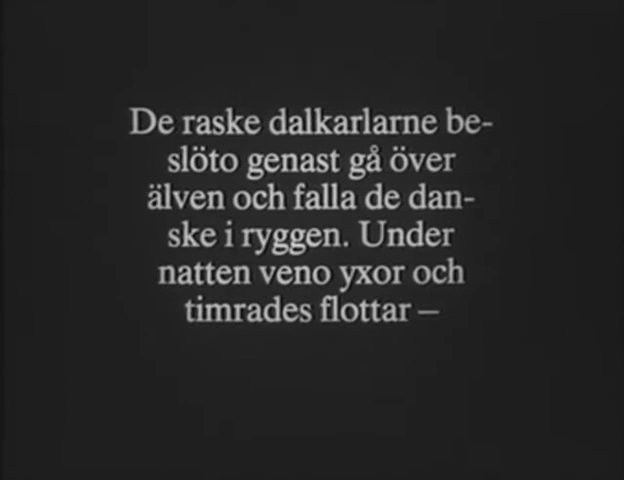 De raske dalkarlarne be-
slöto genast gå över
älven och falla de dan-
ske i ryggen. Under
natten veno yxor och
timrades flottar –